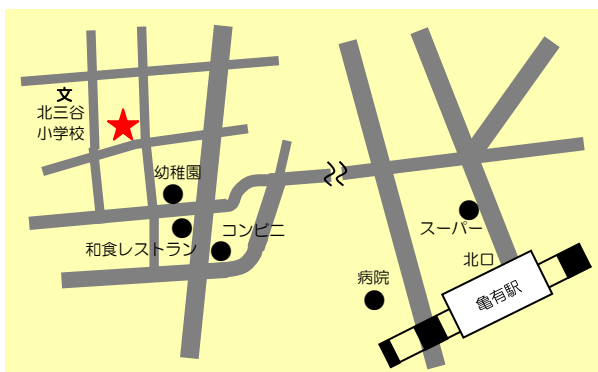 文
北三谷
小学校
幼稚園
コンビニ
和食レストラン
スーパー
北口
病院
亀有駅